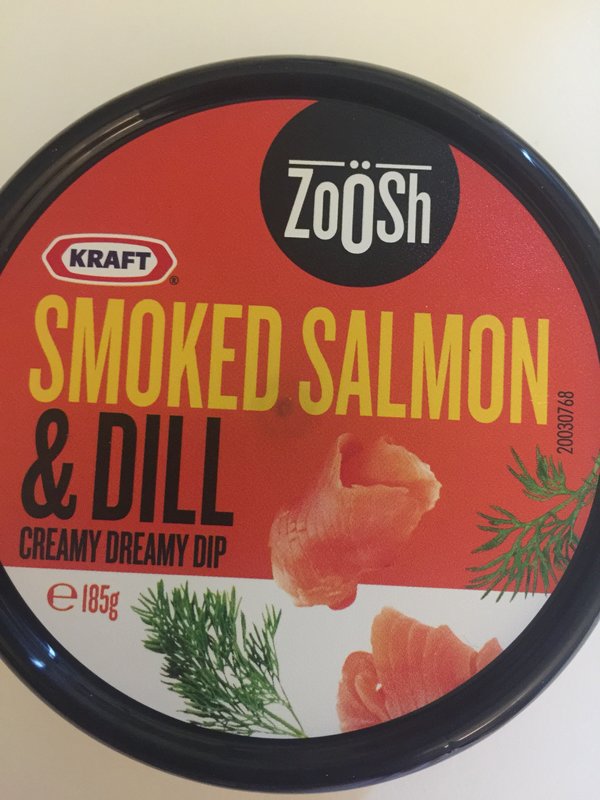 ZoÖSh
KRAFT®
SMOKED SALMON
& DILL
CREAMY DREAMY DIP
e 185g
20030768